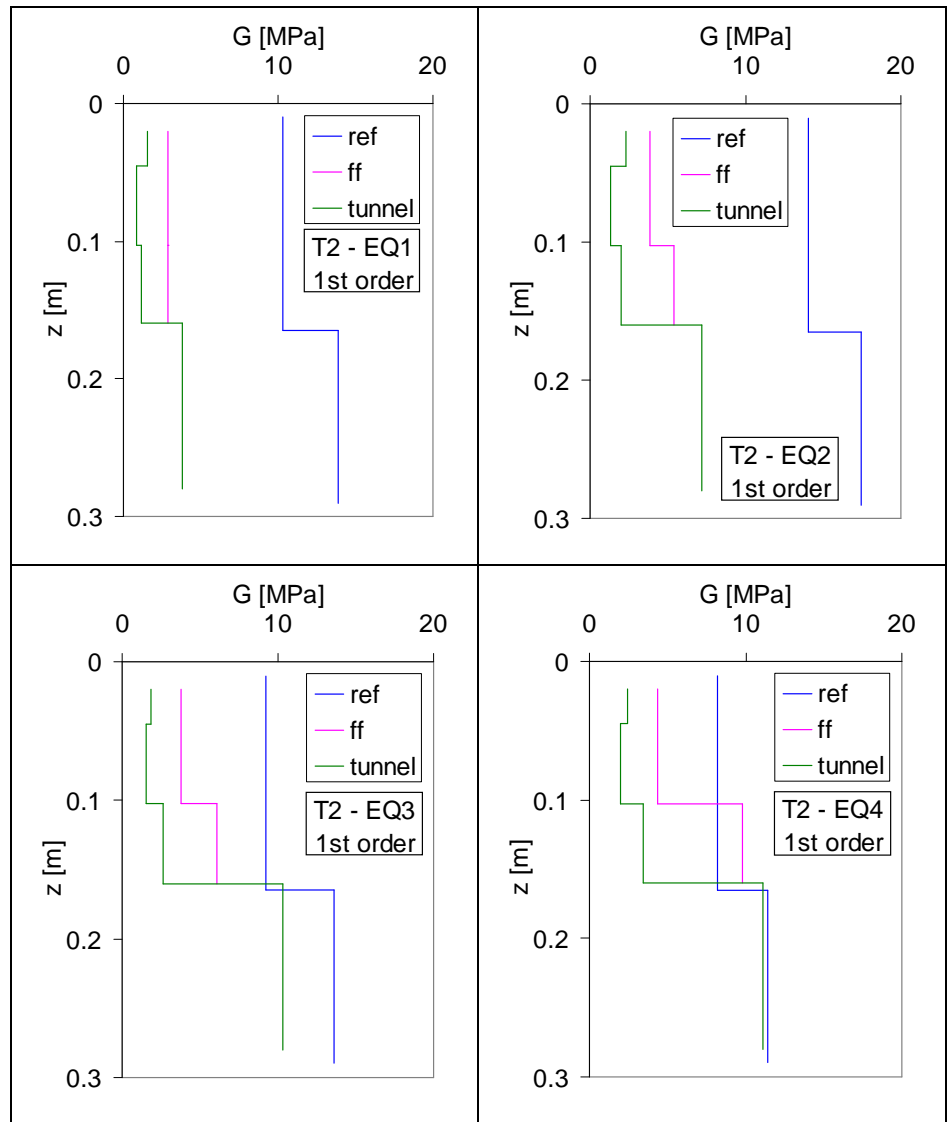 G [MPa]
0 10 20
0
0.1
0.2
0.3
z [m]
ref
ff
tunnel
T2 - EQ1
1st order
G [MPa]
0 10 20
0
0.1
0.2
0.3
z [m]
ref
ff
tunnel
T2 - EQ2
1st order
G [MPa]
0 10 20
0
0.1
0.2
0.3
z [m]
ref
ff
tunnel
T2 - EQ3
1st order
G [MPa]
0 10 20
0
0.1
0.2
0.3
z [m]
ref
ff
tunnel
T2 - EQ4
1st order